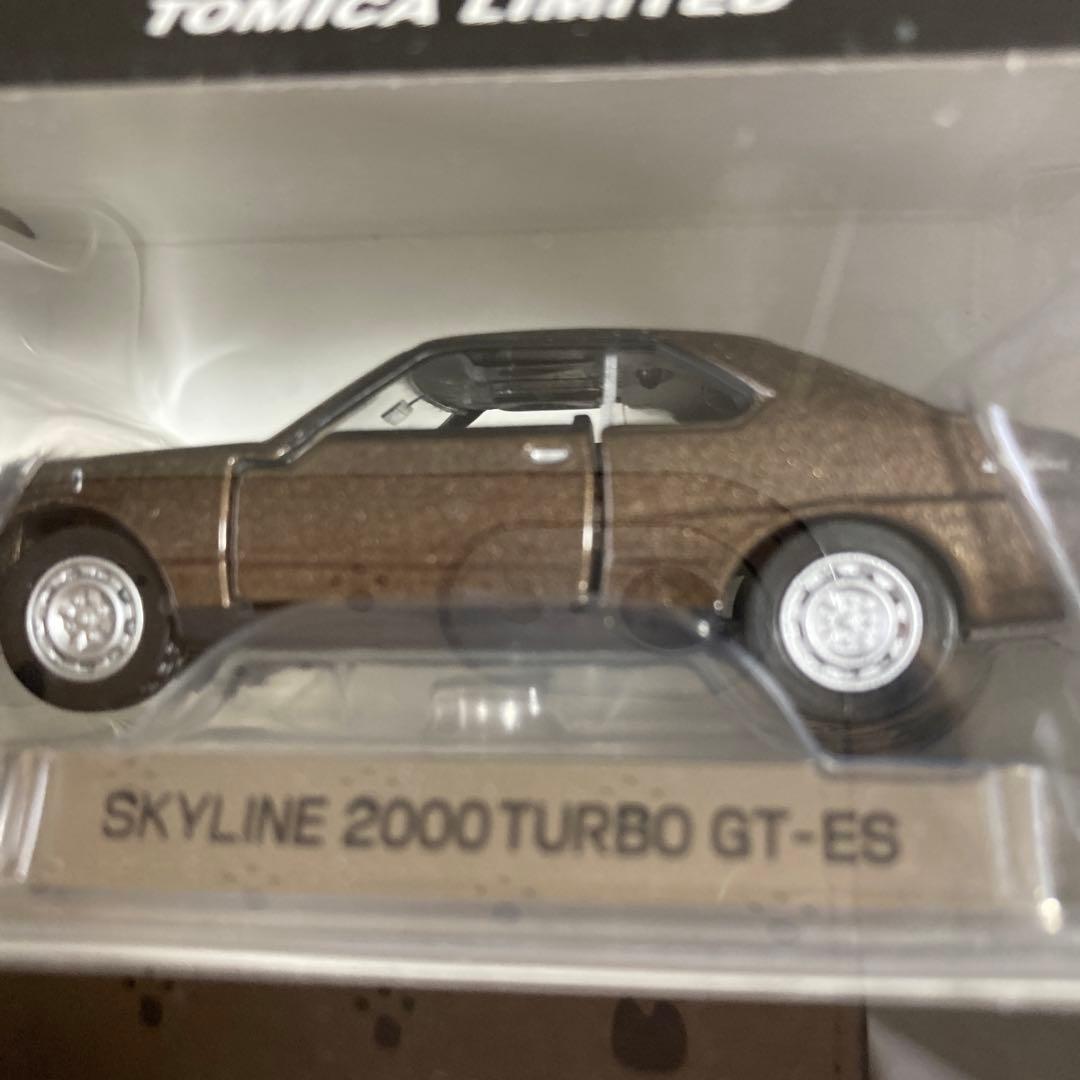 TOMICA LIMITED
SKYLINE 2000 TURBO GT-ES